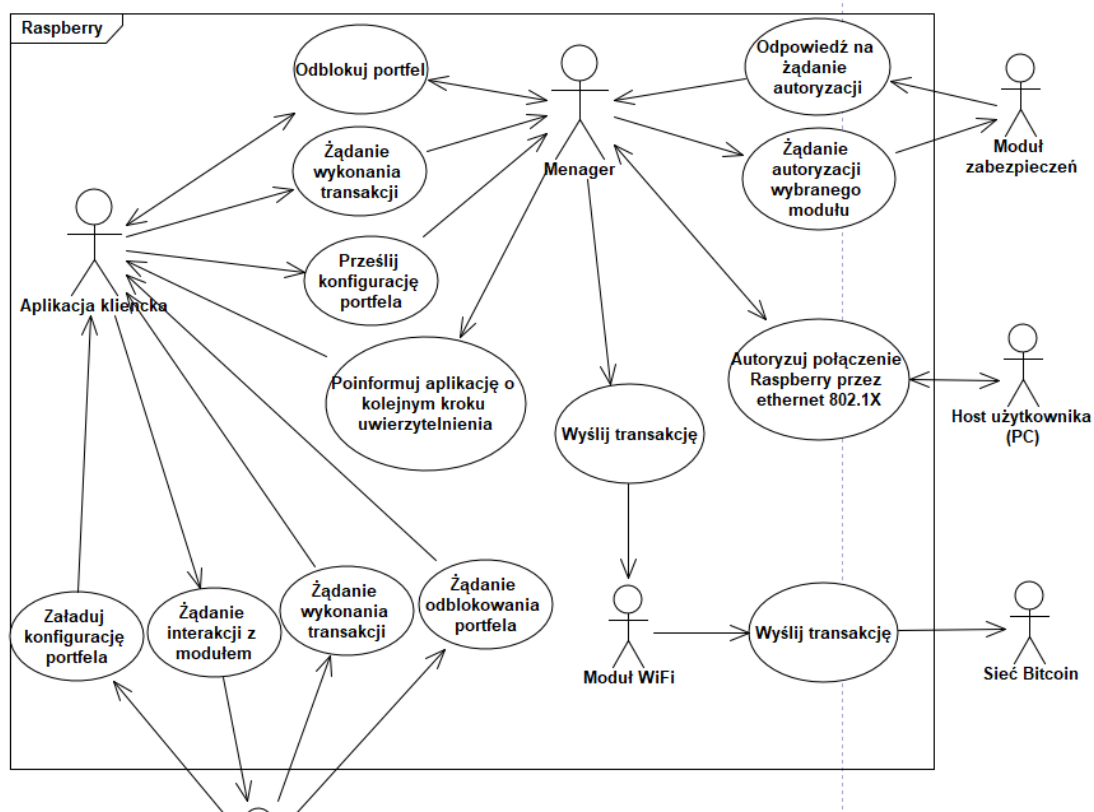 Raspberry
Odblokuj portfel
Odpowiedź na
żądanie
autoryzacji
Menager
Moduł
zabezpieczeń
Żądanie
wykonania
transakcji
Żądanie
autoryzacji
wybranego
modułu
Aplikacja kliencka
Prześlij
konfigurację
portfela
Poinformuj aplikację o
kolejnym kroku
uwierzytelnienia
Wyślij transakcję
Autoryzuj połączenie
Raspberry przez
ethernet 802.1X
Host użytkownika
(PC)
Załaduj
konfigurację
portfela
Żądanie
interakcji z
modułem
Żądanie
wykonania
transakcji
Żądanie
odblokowania
portfela
Moduł WiFi
Wyślij transakcję
Sieć Bitcoin